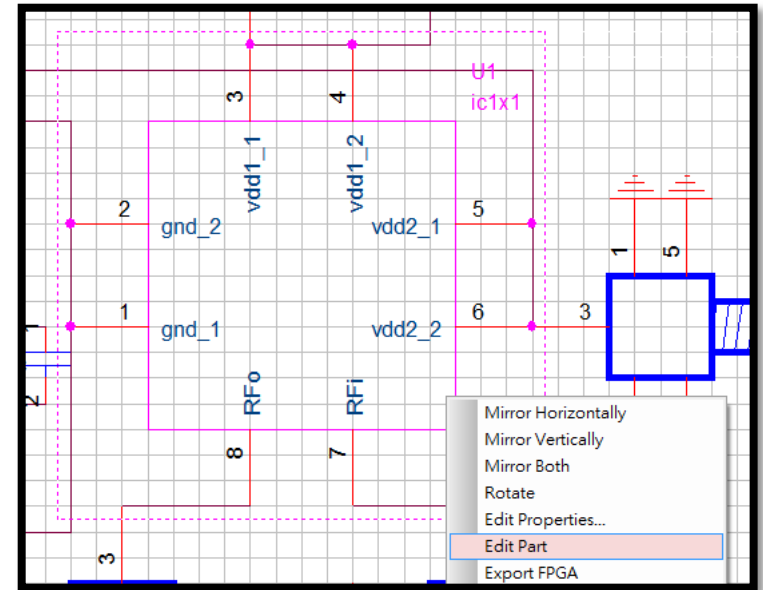 U1
ic1x1
3
4
vdd1_1
vdd1_2
2
gnd_2
vdd2_1
5
1
gnd_1
vdd2_2
6
3
1
5
1
2
RFo
RFi
8
7
3
Mirror Horizontally
Mirror Vertically
Mirror Both
Rotate
Edit Properties...
Edit Part
Export FPGA